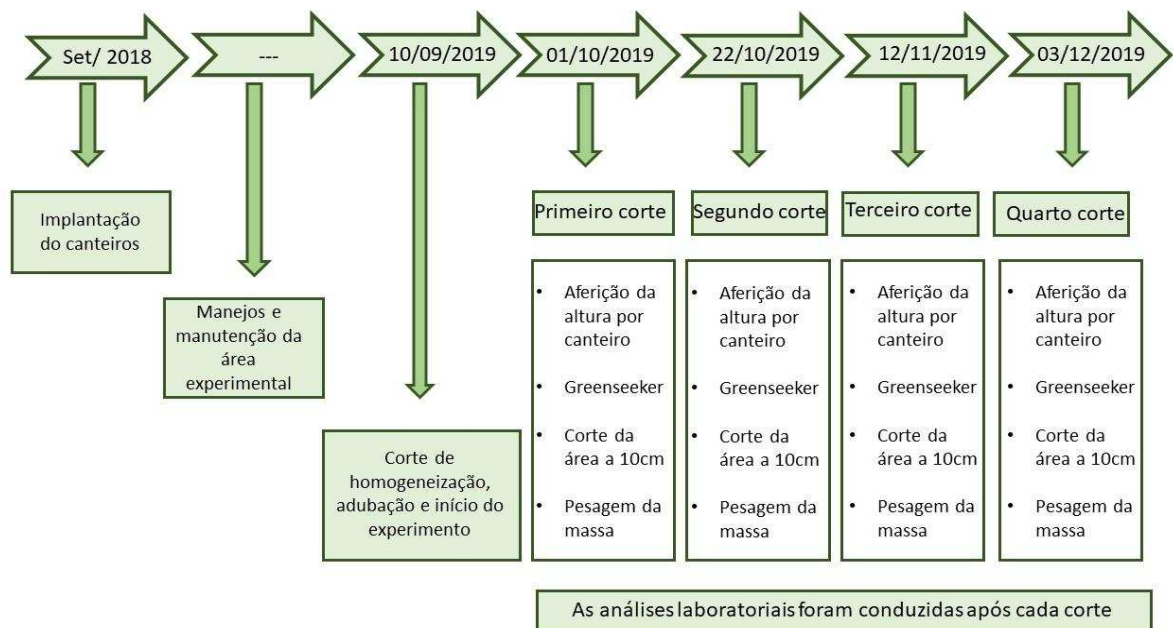 Set/ 2018
---
10/09/2019
01/10/2019
22/10/2019
12/11/2019
03/12/2019
Implantação
do canteiros
Manejos e
manutenção da
área
experimental
Corte de
homogeneização,
adubação e início do
experimento
Primeiro corte
• Aferição da
altura por
canteiro
• Greenseeker
• Corte da
área a 10cm
• Pesagem da
massa
Segundo corte
• Aferição da
altura por
canteiro
• Greenseeker
• Corte da
área a 10cm
• Pesagem da
massa
Terceiro corte
• Aferição da
altura por
canteiro
• Greenseeker
• Corte da
área a 10cm
• Pesagem da
massa
Quarto corte
• Aferição da
altura por
canteiro
• Greenseeker
• Corte da
área a 10cm
• Pesagem da
massa
As análises laboratoriais foram conduzidas após cada corte